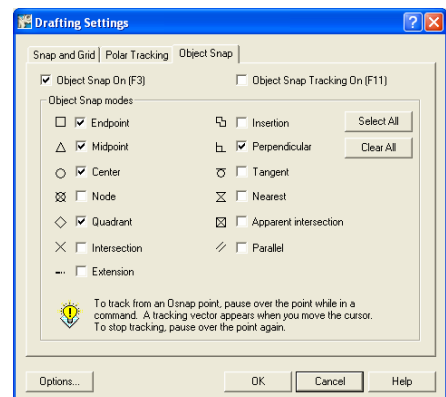 Drafting Settings
Snap and Grid Polar Tracking Object Snap
Object Snap On (F3) Object Snap Tracking On (F11)
Object Snap modes
Endpoint Insertion Select All
Midpoint Perpendicular Clear All
Center Tangent
Node Nearest
Quadrant Apparent intersection
Intersection Parallel
Extension
To track from an Osnap point, pause over the point while in a
command. A tracking vector appears when you move the cursor.
To stop tracking, pause over the point again.
Options... OK Cancel Help